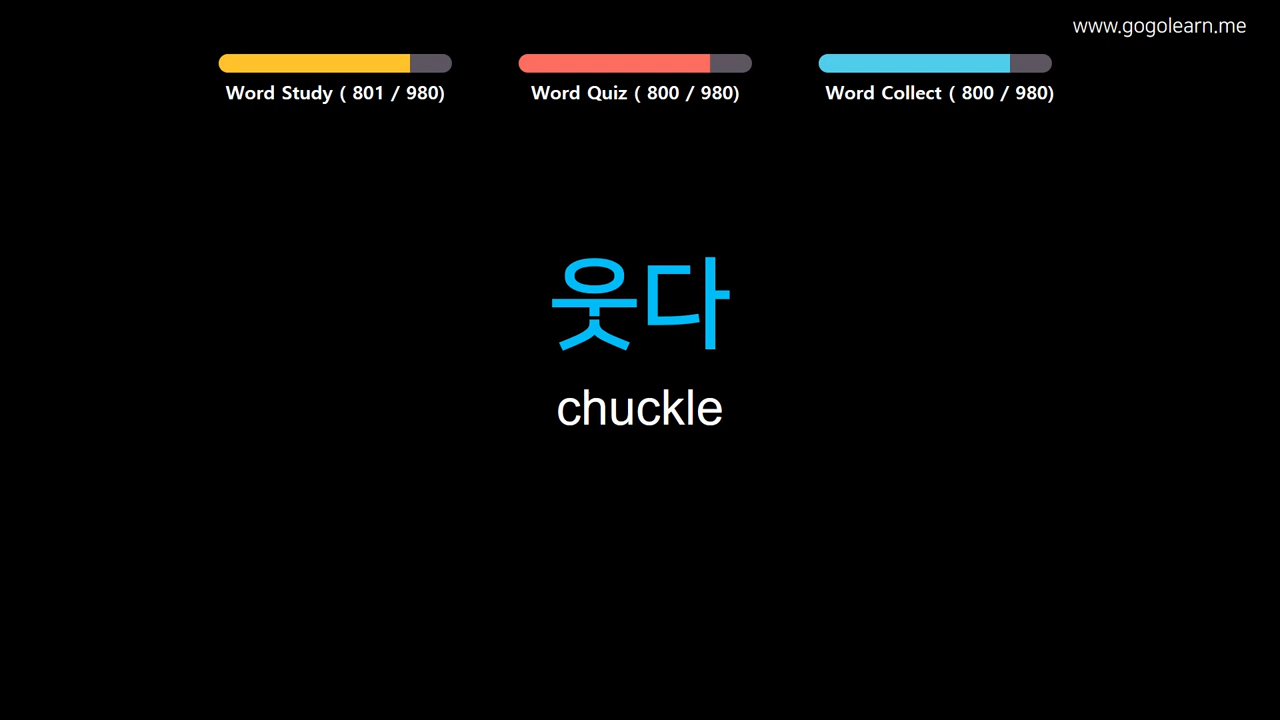 www.gogolearn.me
Word Study ( 801 / 980)
Word Quiz ( 800 / 980)
Word Collect ( 800 / 980)
웃다
chuckle